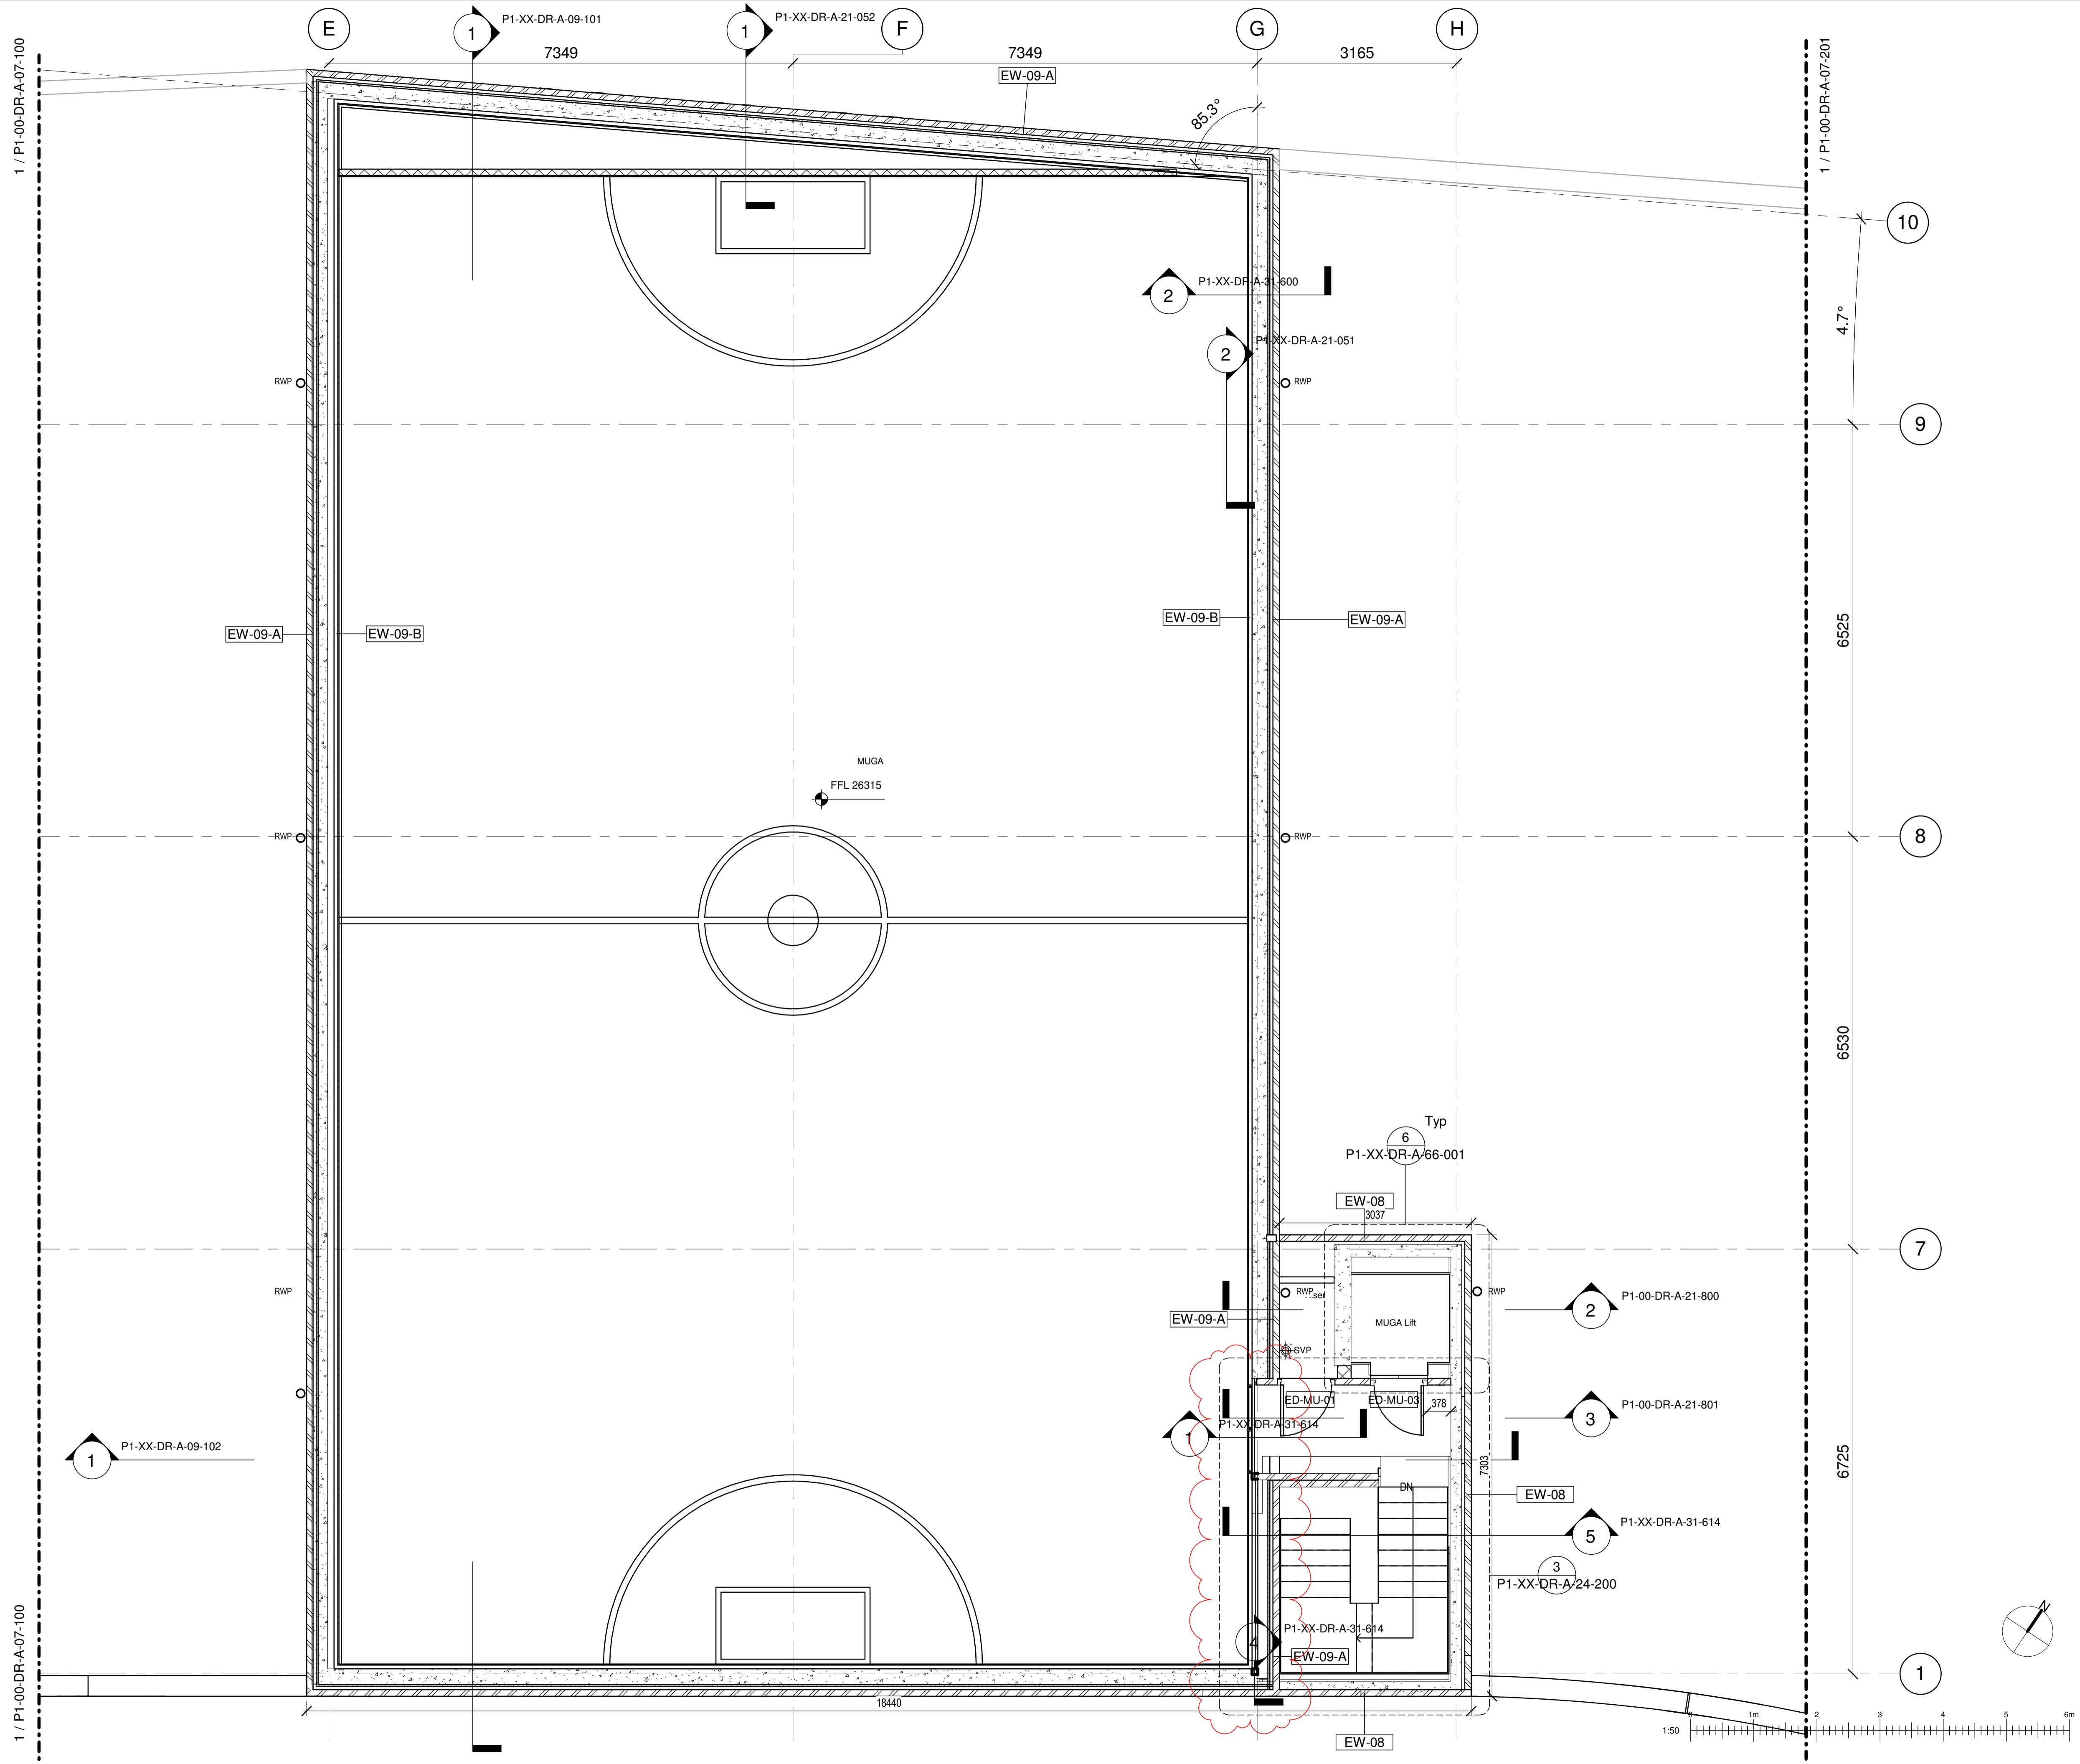 E
1
P1-XX-DR-A-09-101
1
P1-XX-DR-A-21-052
F
G
H
7349
7349
3165
1 / P1-00-DR-A-07-100
1 / P1-00-DR-A-07-201
EW-09-A
85.3°
10
2
P1-XX-DR-A-31-600
4.7°
2
P1-XX-DR-A-21-051
RWP
RWP
9
EW-09-A
EW-09-B
EW-09-B
EW-09-A
6525
MUGA
FFL 26315
RWP
RWP
8
6530
Typ
6
P1-XX-DR-A-66-001
EW-08
3037
7
RWP
RWP
...ser
RWP
2
P1-00-DR-A-21-800
EW-09-A
MUGA Lift
SVP
ED-MU-01
ED-MU-03
378
3
P1-00-DR-A-21-801
1
P1-XX-DR-A-31-614
1
P1-XX-DR-A-09-102
7303
6725
DN
EW-08
5
P1-XX-DR-A-31-614
3
P1-XX-DR-A-24-200
4
P1-XX-DR-A-31-614
EW-09-A
N
1 / P1-00-DR-A-07-100
1
18440
EW-08
1:50
0 1m 2 3 4 5 6m